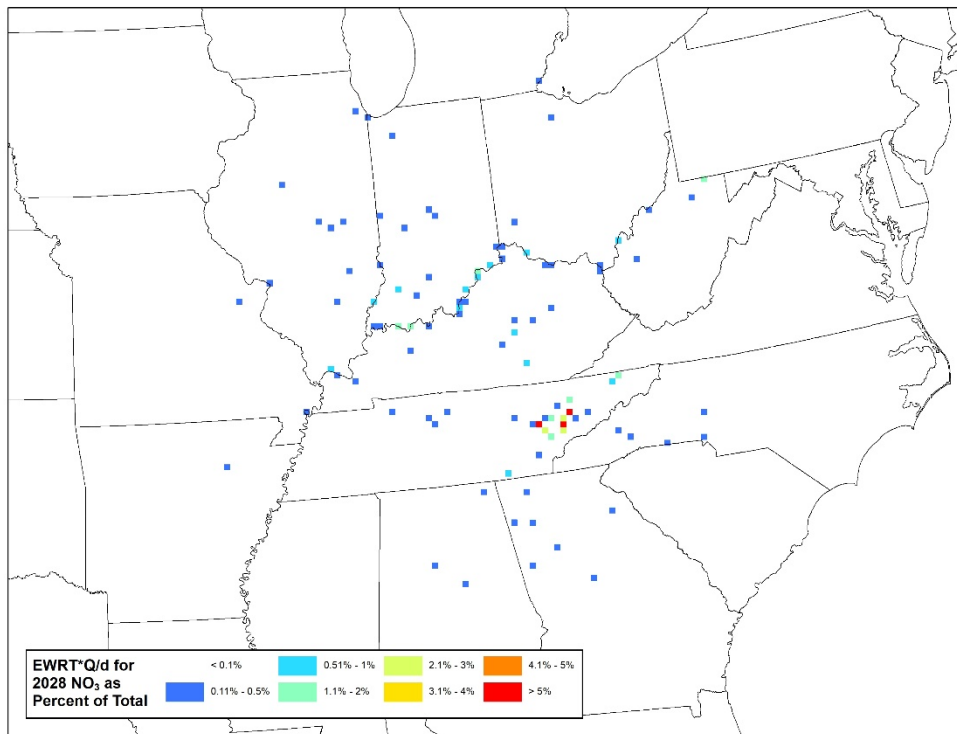 EWRT*Q/d for
2028 NO₃ as
Percent of Total
< 0.1%
0.11% - 0.5%
0.51% - 1%
1.1% - 2%
2.1% - 3%
3.1% - 4%
4.1% - 5%
> 5%